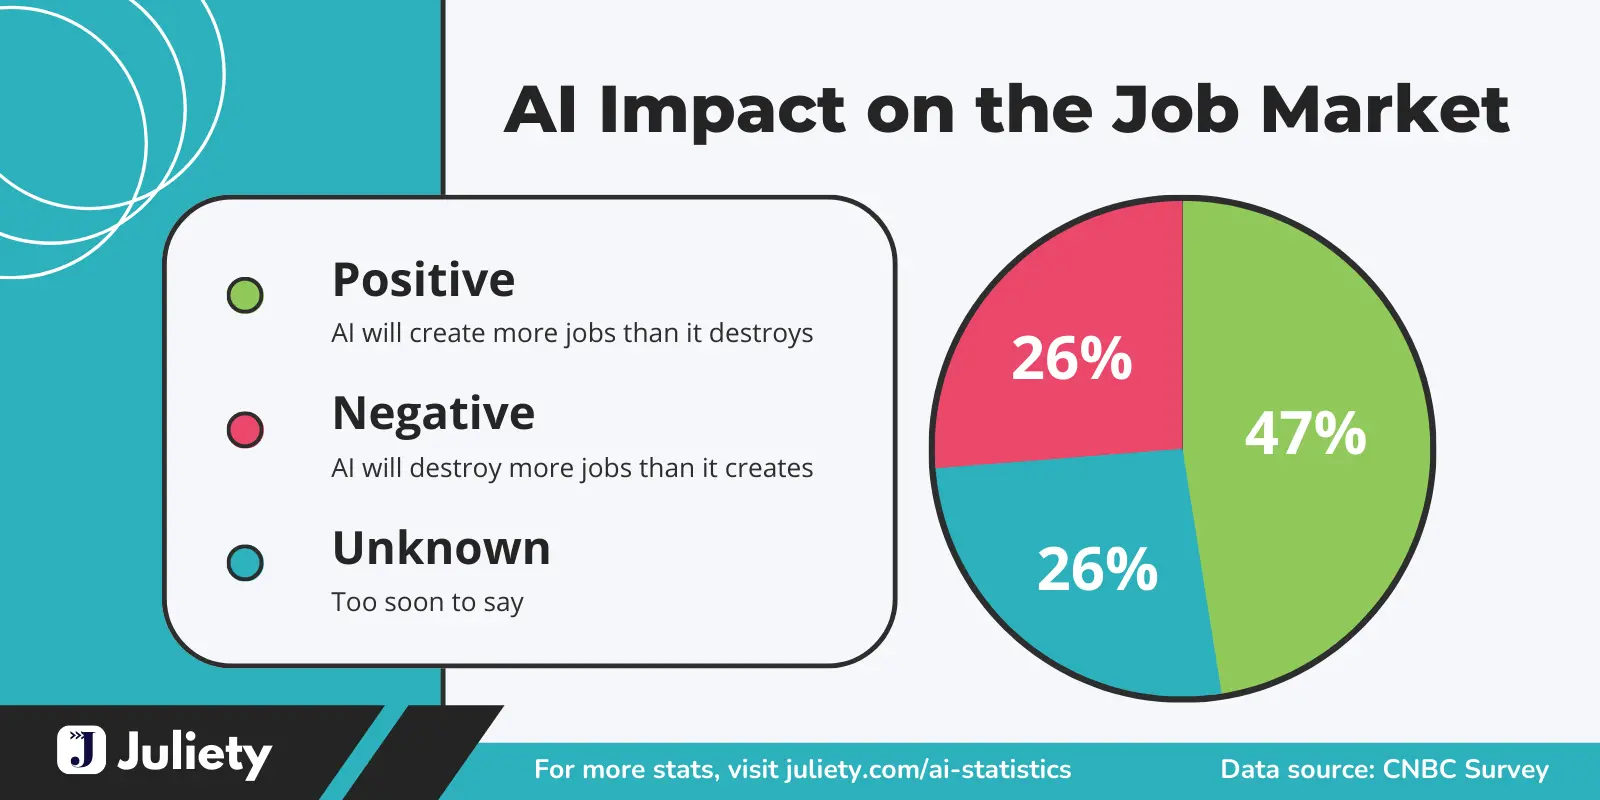 AI Impact on the Job Market
Positive
AI will create more jobs than it destroys
Negative
AI will destroy more jobs than it creates
Unknown
Too soon to say
26%
47%
26%
Juliety
For more stats, visit juliety.com/ai-statistics
Data source: CNBC Survey